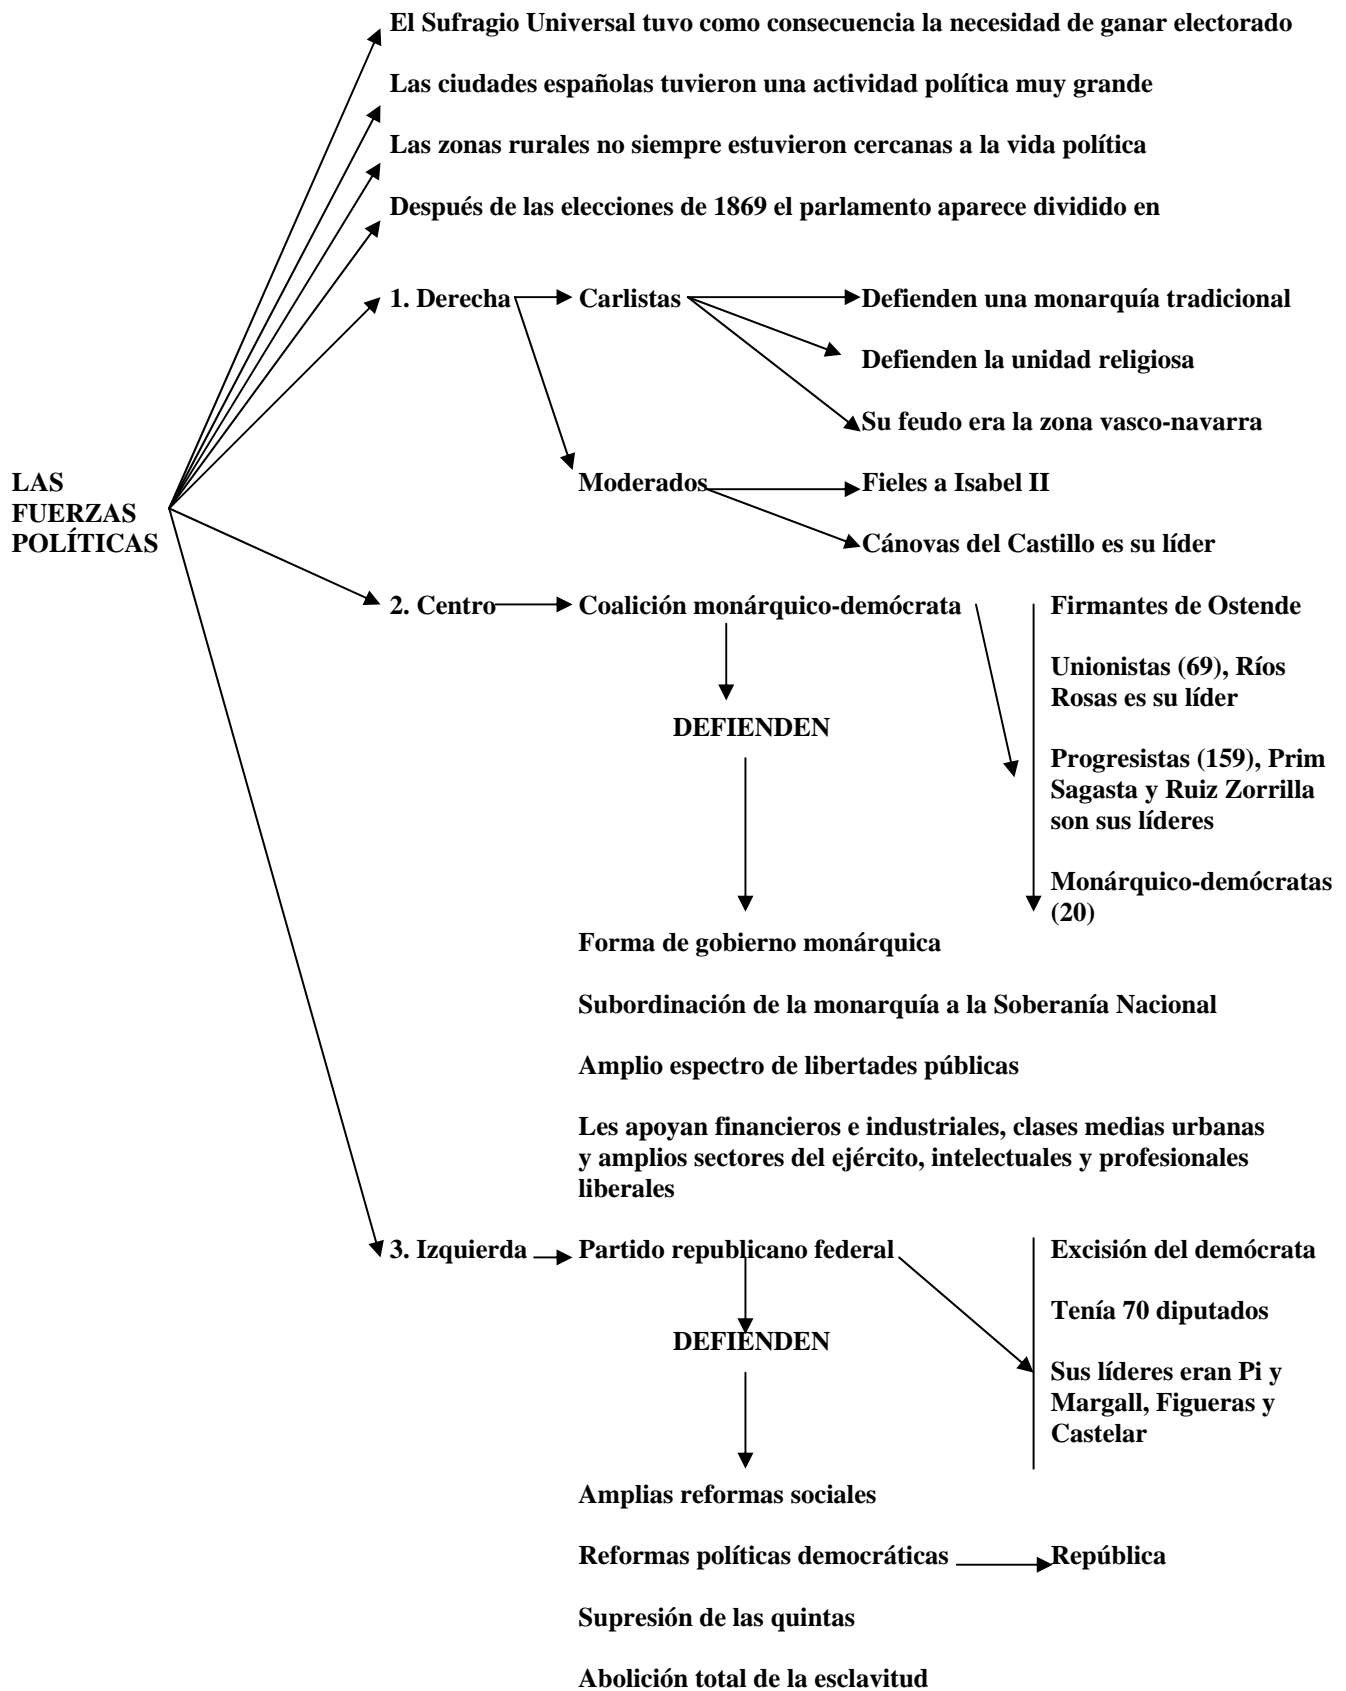 El Sufragio Universal tuvo como consecuencia la necesidad de ganar electorado
Las ciudades españolas tuvieron una actividad política muy grande
Las zonas rurales no siempre estuvieron cercanas a la vida política
Después de las elecciones de 1869 el parlamento aparece dividido en
LAS
FUERZAS
POLÍTICAS
1. Derecha
Carlistas
Defienden una monarquía tradicional
Defienden la unidad religiosa
Su feudo era la zona vasco-navarra
Moderados
Fieles a Isabel II
Cánovas del Castillo es su líder
2. Centro
Coalición monárquico-demócrata
Firmantes de Ostende
Unionistas (69), Ríos
Rosas es su líder
Progresistas (159), Prim
Sagasta y Ruiz Zorrilla
son sus líderes
Monárquico-demócratas
(20)
DEFIENDEN
Forma de gobierno monárquica
Subordinación de la monarquía a la Soberanía Nacional
Amplio espectro de libertades públicas
Les apoyan financieros e industriales, clases medias urbanas
y amplios sectores del ejército, intelectuales y profesionales
liberales
3. Izquierda
Partido republicano federal
Excisión del demócrata
Tenía 70 diputados
Sus líderes eran Pi y
Margall, Figueras y
Castelar
DEFIENDEN
Amplias reformas sociales
Reformas políticas democráticas
República
Supresión de las quintas
Abolición total de la esclavitud